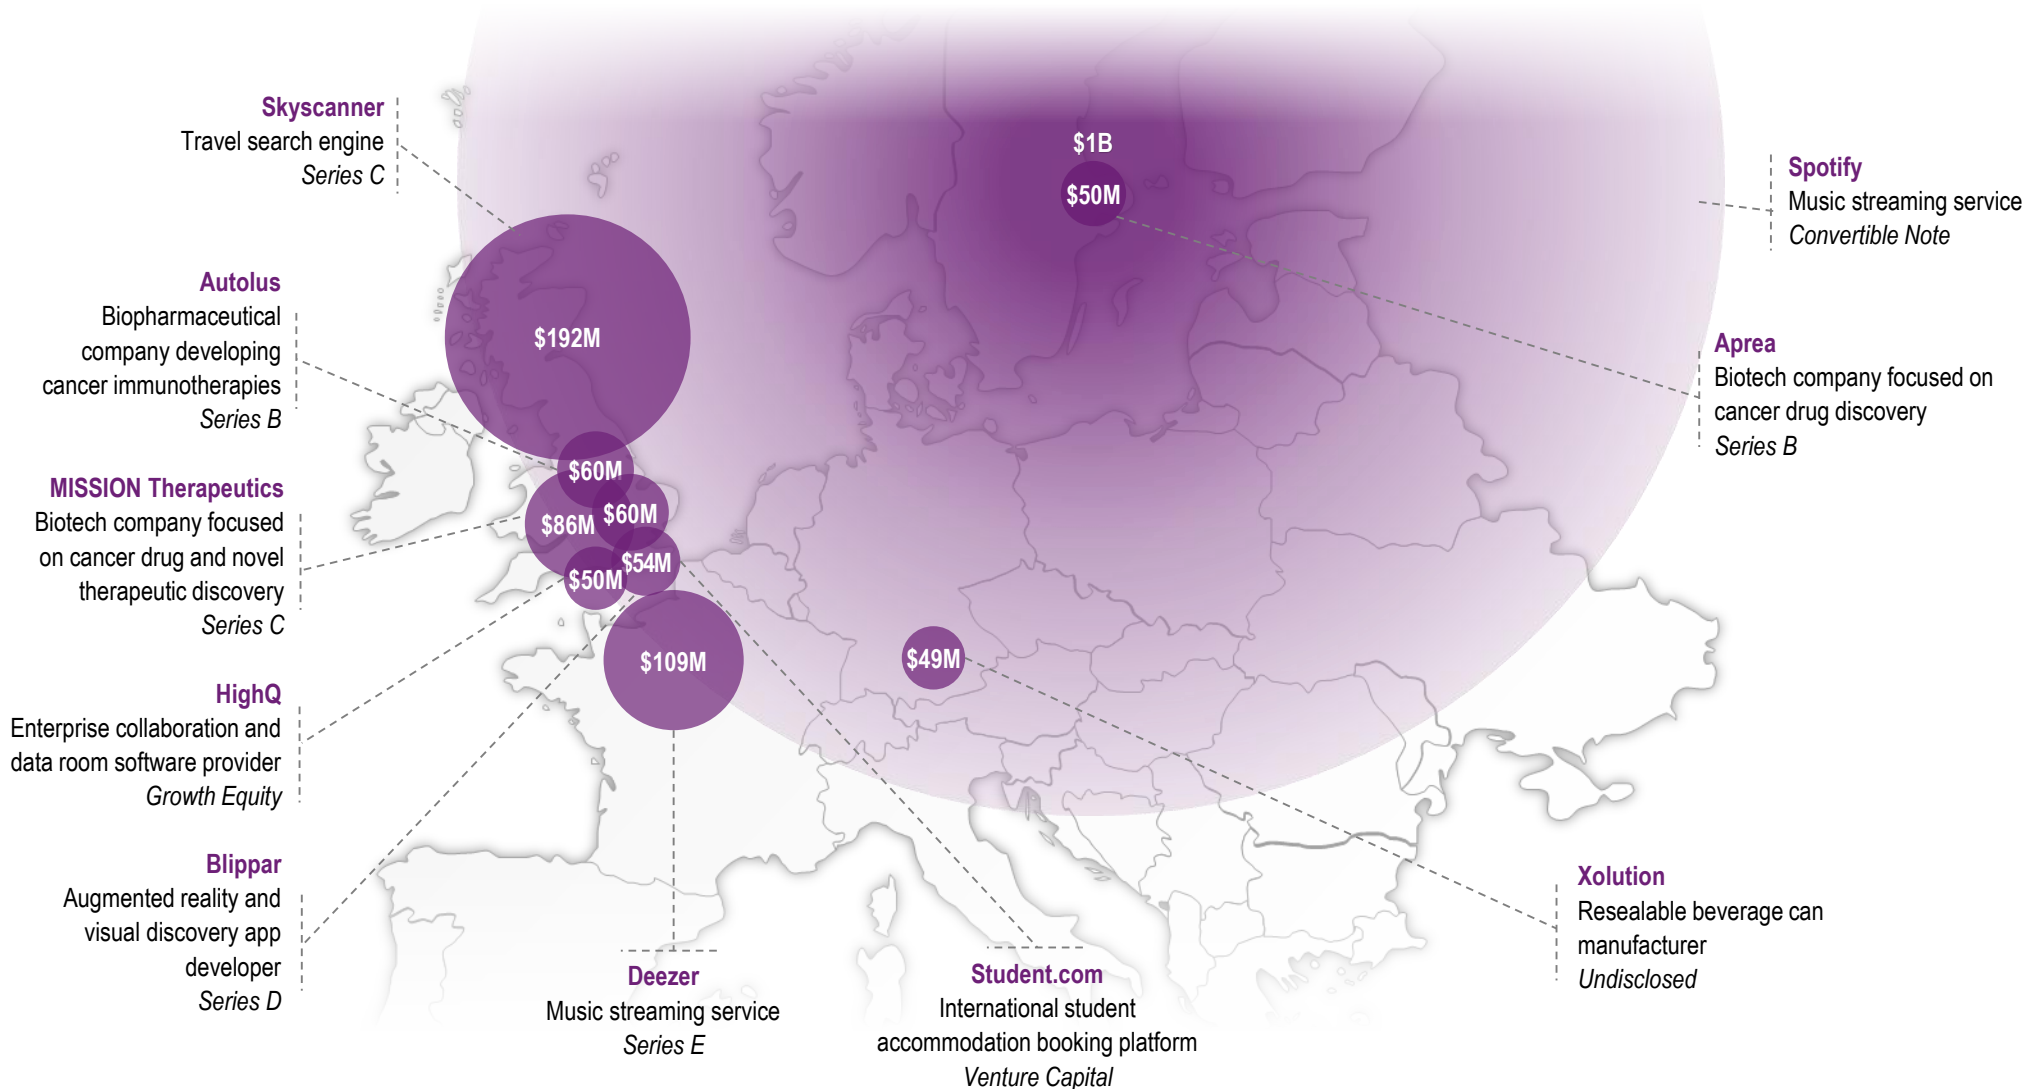 Skyscanner
Travel search engine
Series C
Autolus
Biopharmaceutical
company developing
cancer immunotherapies
Series B
MISSION Therapeutics
Biotech company focused
on cancer drug and novel
therapeutic discovery
Series C
HighQ
Enterprise collaboration and
data room software provider
Growth Equity
Blippar
Augmented reality and
visual discovery app
developer
Series D
$1B
$50M
$192M
$60M
$60M
$86M
$54M
$50M
$109M
$49M
Deezer
Music streaming service
Series E
Student.com
International student
accommodation booking platform
Venture Capital
Spotify
Music streaming service
Convertible Note
Aprea
Biotech company focused on
cancer drug discovery
Series B
Xolution
Resealable beverage can
manufacturer
Undisclosed